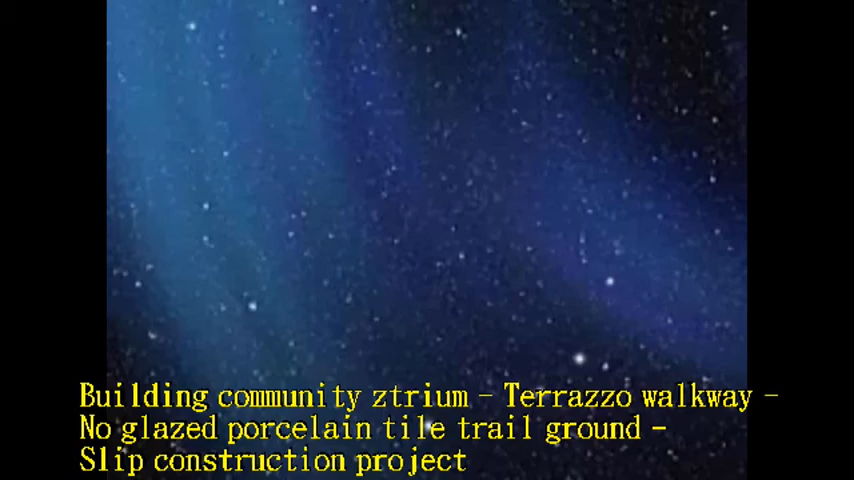 Building community ztrium - Terrazzo walkway -
No glazed porcelain tile trail ground -
Slip construction project